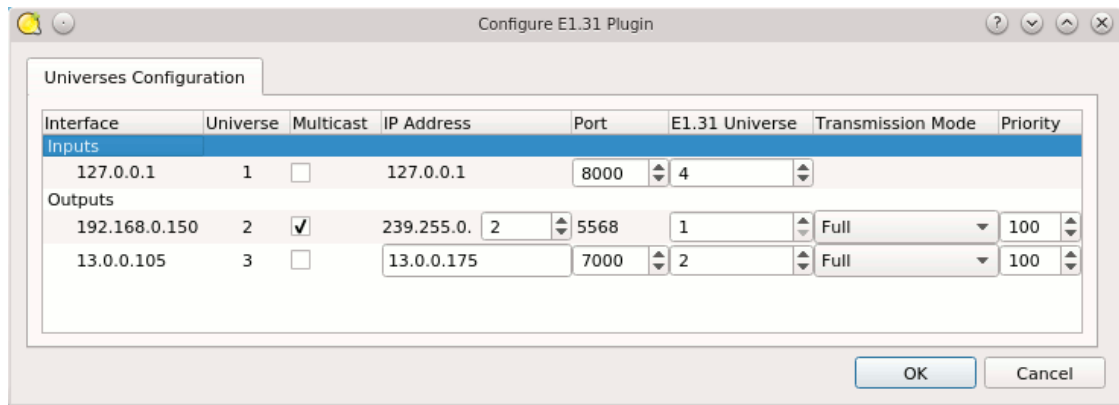 Configure E1.31 Plugin
Universes Configuration
Interface Universe Multicast IP Address Port E1.31 Universe Transmission Mode Priority
Inputs
127.0.0.1 1 127.0.0.1 8000 4
Outputs
192.168.0.150 2 239.255.0. 2 5568 1 Full 100
13.0.0.105 3 13.0.0.175 7000 2 Full 100
OK Cancel